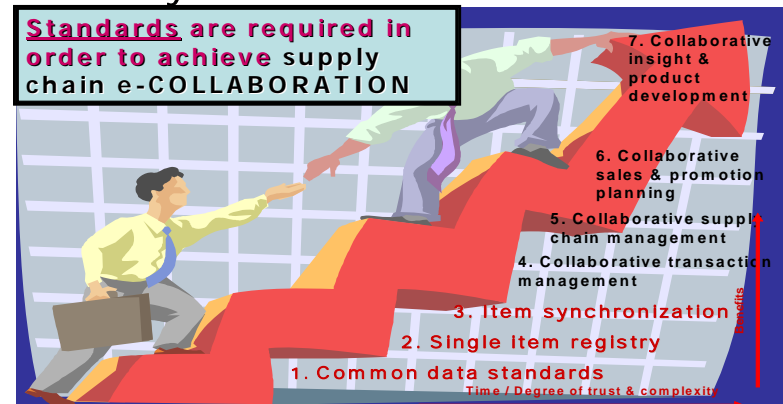 Standards are required in
order to achieve supply
chain e-COLLABORATION
7. Collaborative
insight &
product
development
6. Collaborative
sales & promotion
planning
5. Collaborative supply
chain management
4. Collaborative transaction
management
3. Item synchronization
2. Single item registry
1. Common data standards
Time / Degree of trust & complexity
Benefits